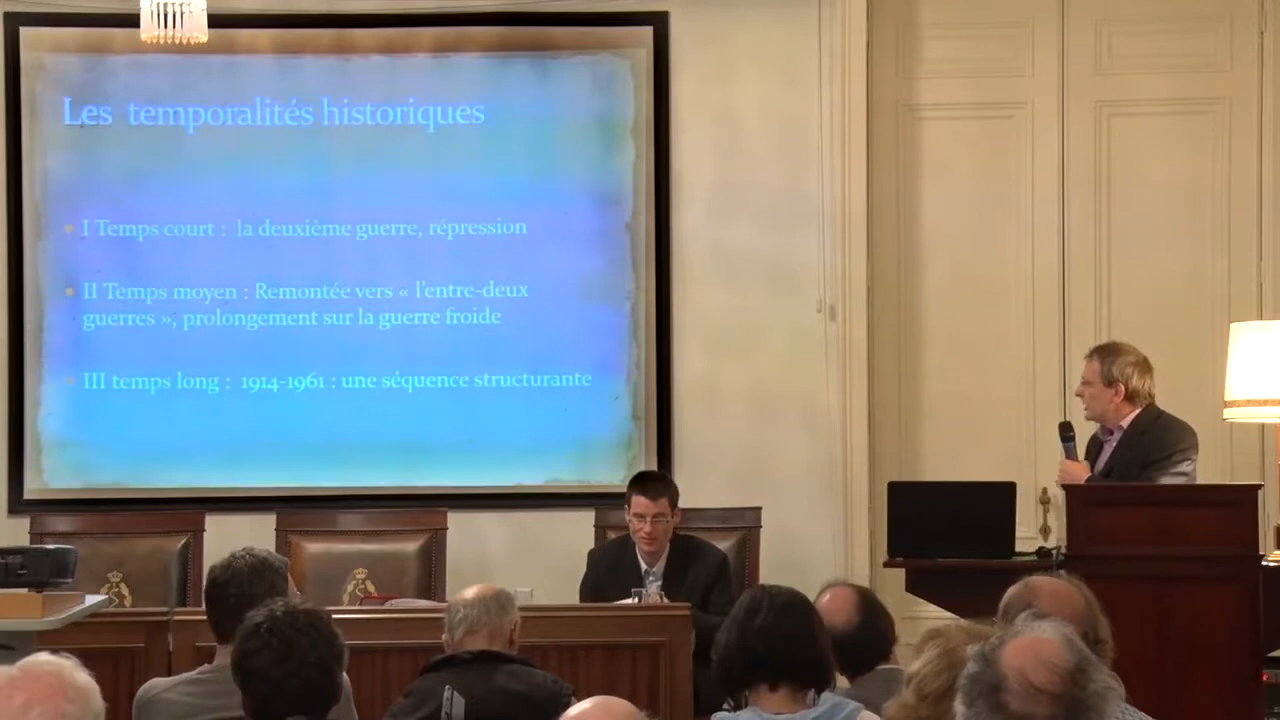 Les temporalités historiques
I Temps court : la deuxième guerre, répression
II Temps moyen : Remontée vers « l'entre-deux
guerres », prolongement sur la guerre froide
III temps long : 1914-1961 : une séquence structurante